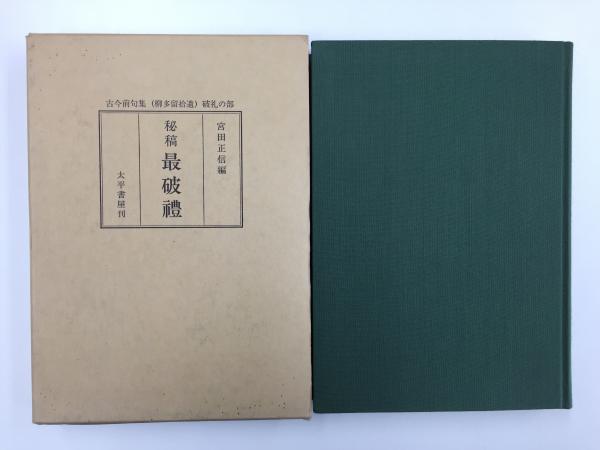 古今前句集(柳多留拾遺)破礼の部
宮田正信編
秘稿 最破禮
太平書屋刊